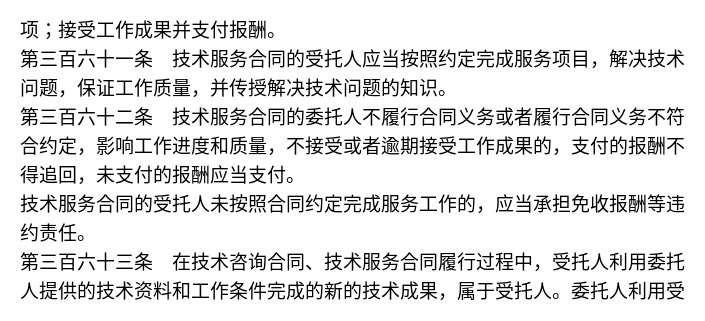 项；接受工作成果并支付报酬。
第三百六十一条　技术服务合同的受托人应当按照约定完成服务项目，解决技术
问题，保证工作质量，并传授解决技术问题的知识。
第三百六十二条　技术服务合同的委托人不履行合同义务或者履行合同义务不符
合约定，影响工作进度和质量，不接受或者逾期接受工作成果的，支付的报酬不
得追回，未支付的报酬应当支付。
技术服务合同的受托人未按照合同约定完成服务工作的，应当承担免收报酬等违
约责任。
第三百六十三条　在技术咨询合同、技术服务合同履行过程中，受托人利用委托
人提供的技术资料和工作条件完成的新的技术成果，属于受托人。委托人利用受